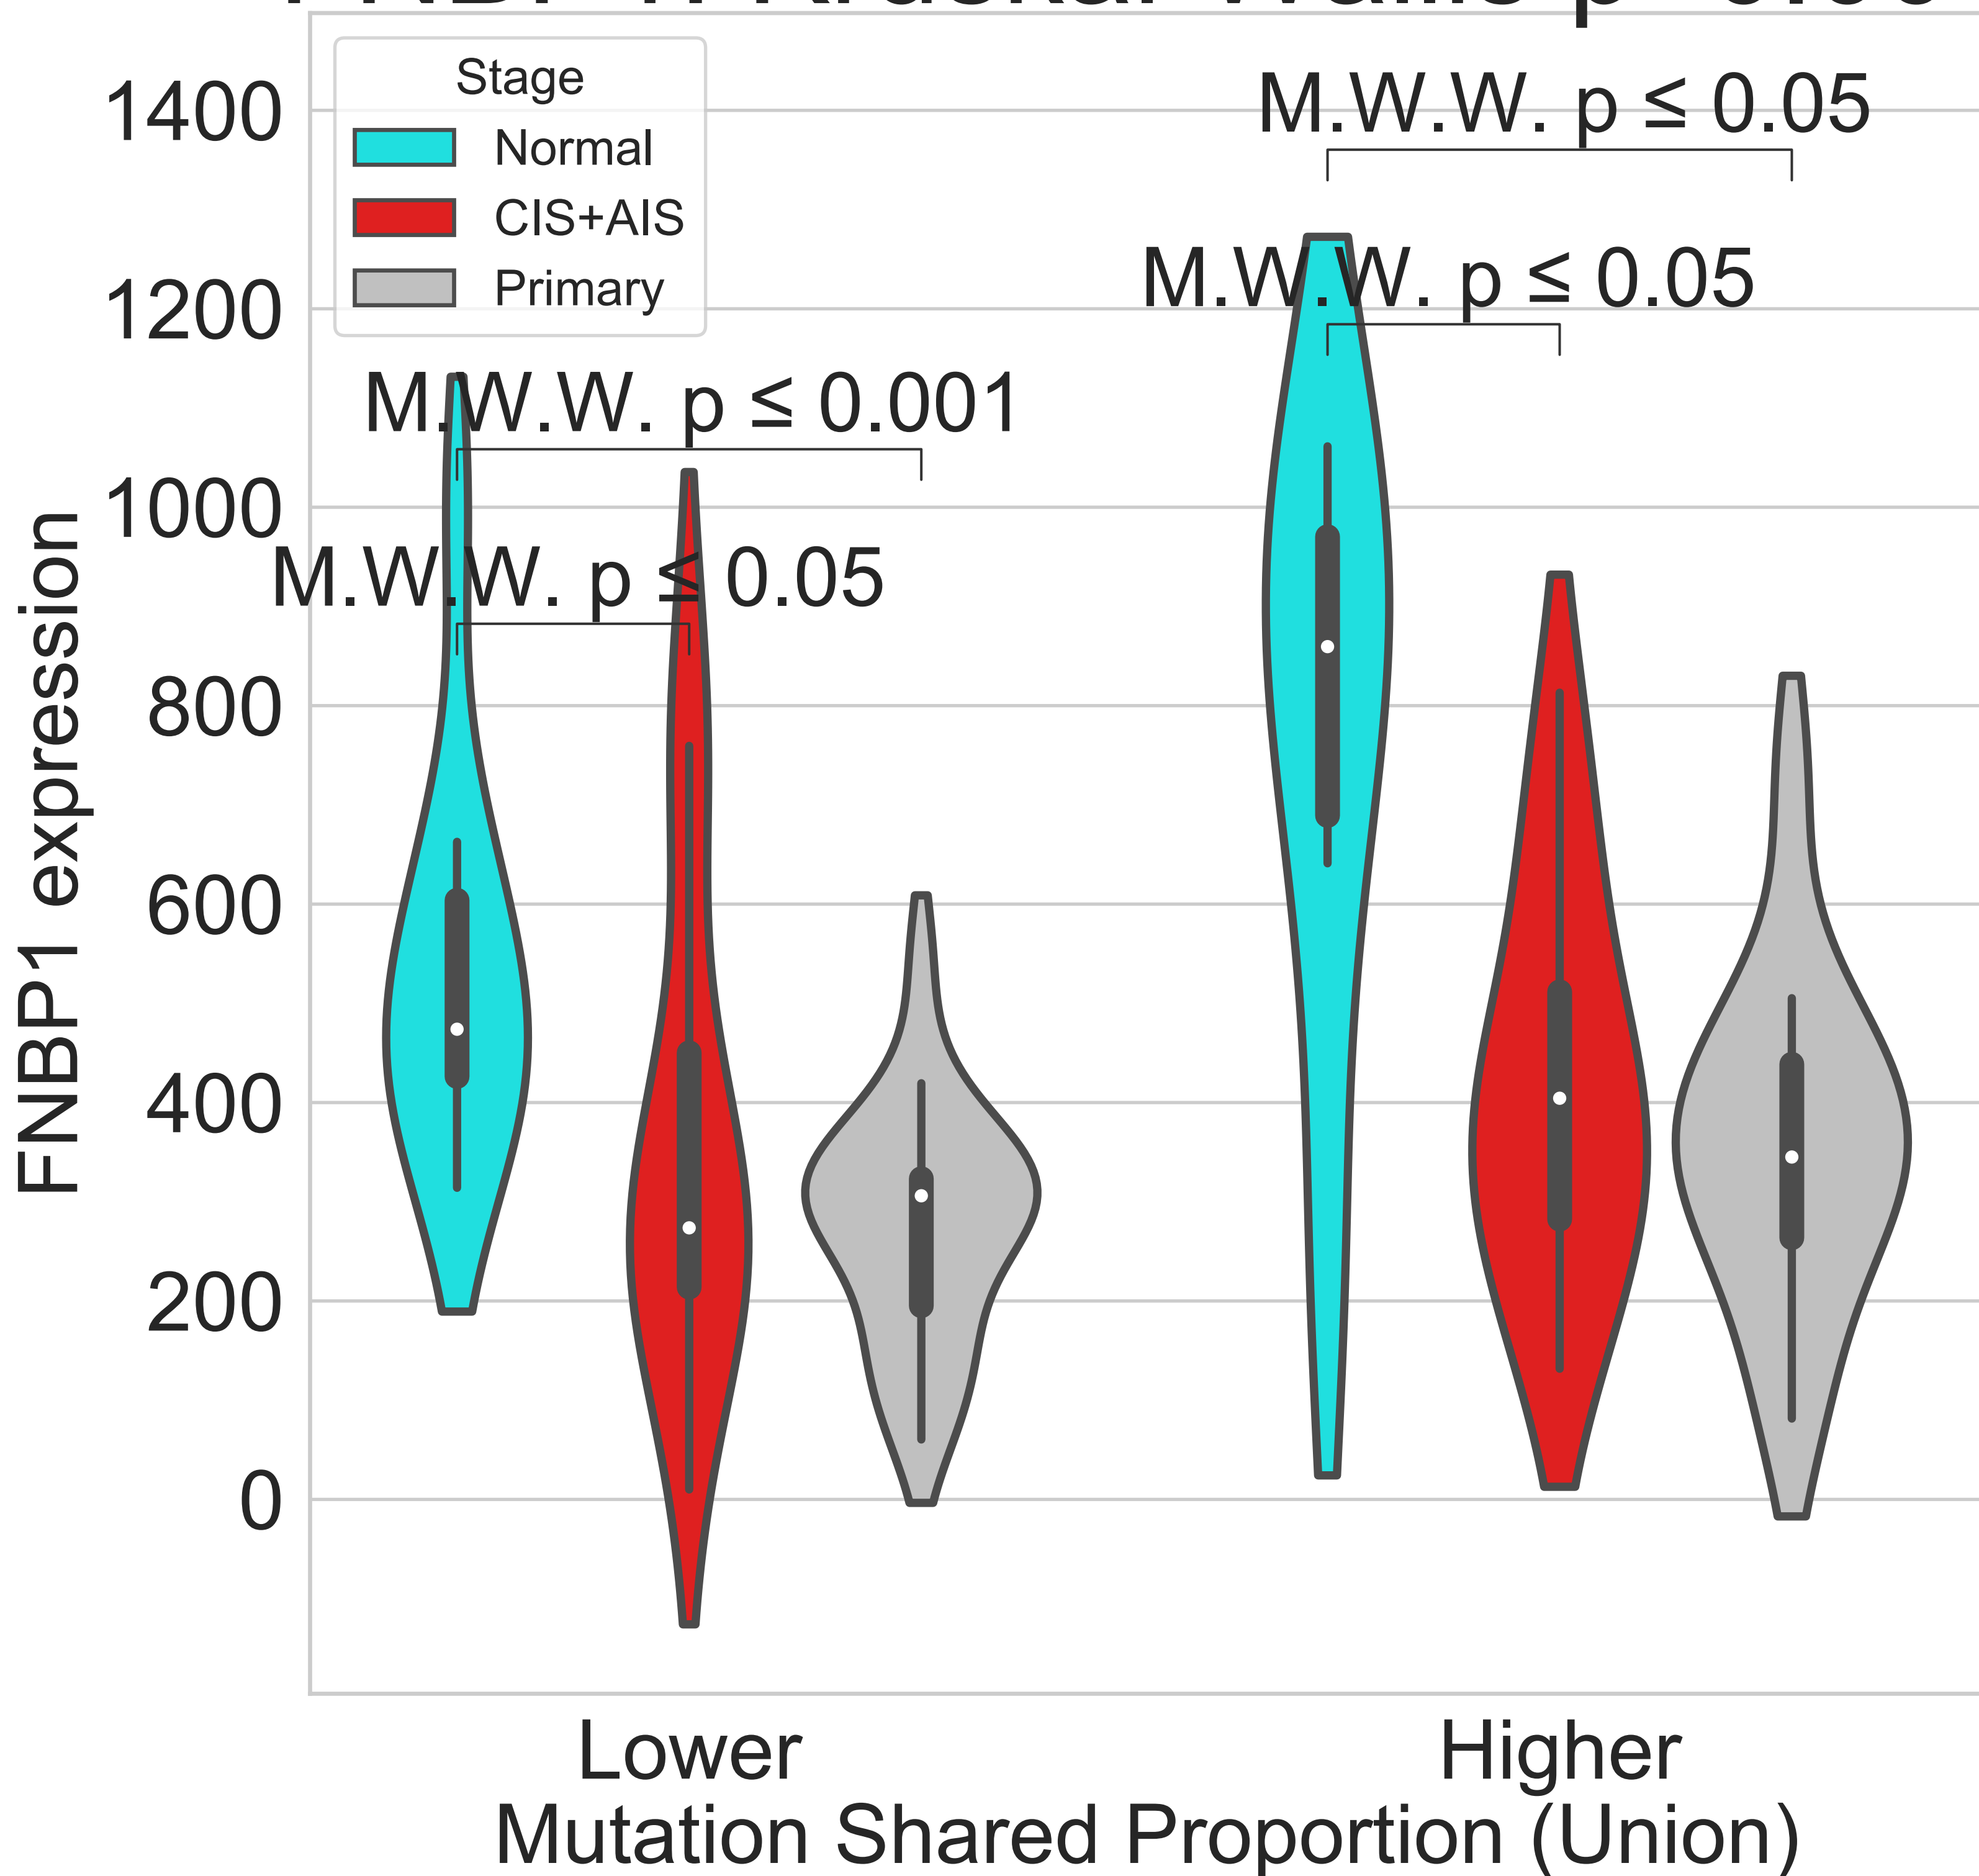 Stage
Normal
CIS+AIS
Primary
M.W.W. p ≤ 0.05
M.W.W. p ≤ 0.05
M.W.W. p ≤ 0.001
M.W.W. p ≤ 0.05
1400
1200
1000
800
600
400
200
0
FNBP1 expression
Lower
Higher
Mutation Shared Proportion (Union)